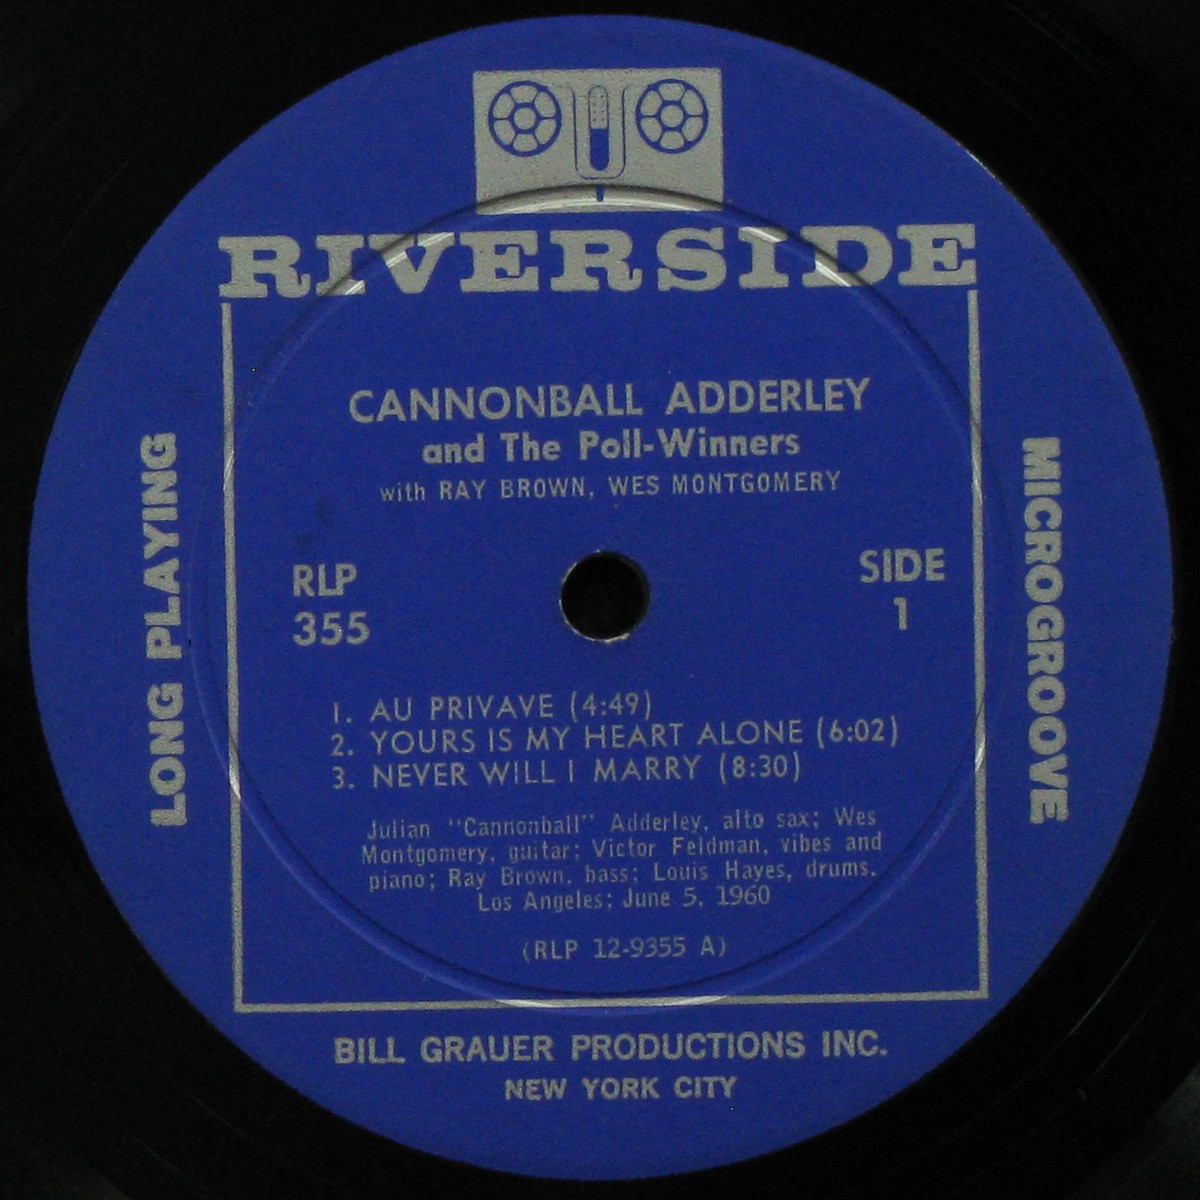 RIVERSIDE
CANNONBALL ADDERLEY
and The Poll-Winners
with RAY BROWN, WES MONTGOMERY
RLP
355
SIDE
1
LONG PLAYING
MICROGROOVE
1. AU PRIVAVE (4:49)
2. YOURS IS MY HEART ALONE (6:02)
3. NEVER WILL I MARRY (8:30)
Julian "Cannonball" Adderley, alto sax; Wes
Montgomery, guitar; Victor Feldman, vibes and
piano; Ray Brown, bass; Louis Hayes, drums.
Los Angeles; June 5, 1960
(RLP 12-9355 A)
BILL GRAUER PRODUCTIONS INC.
NEW YORK CITY